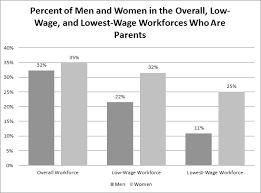 Percent of Men and Women in the Overall, Low-
Wage, and Lowest-Wage Workforces Who Are
Parents
40%
35%
30%
25%
20%
15%
10%
5%
0%
32%
35%
22%
32%
11%
25%
Overall Workforce
Low-Wage Workforce
Lowest-Wage Workforce
Men
Women